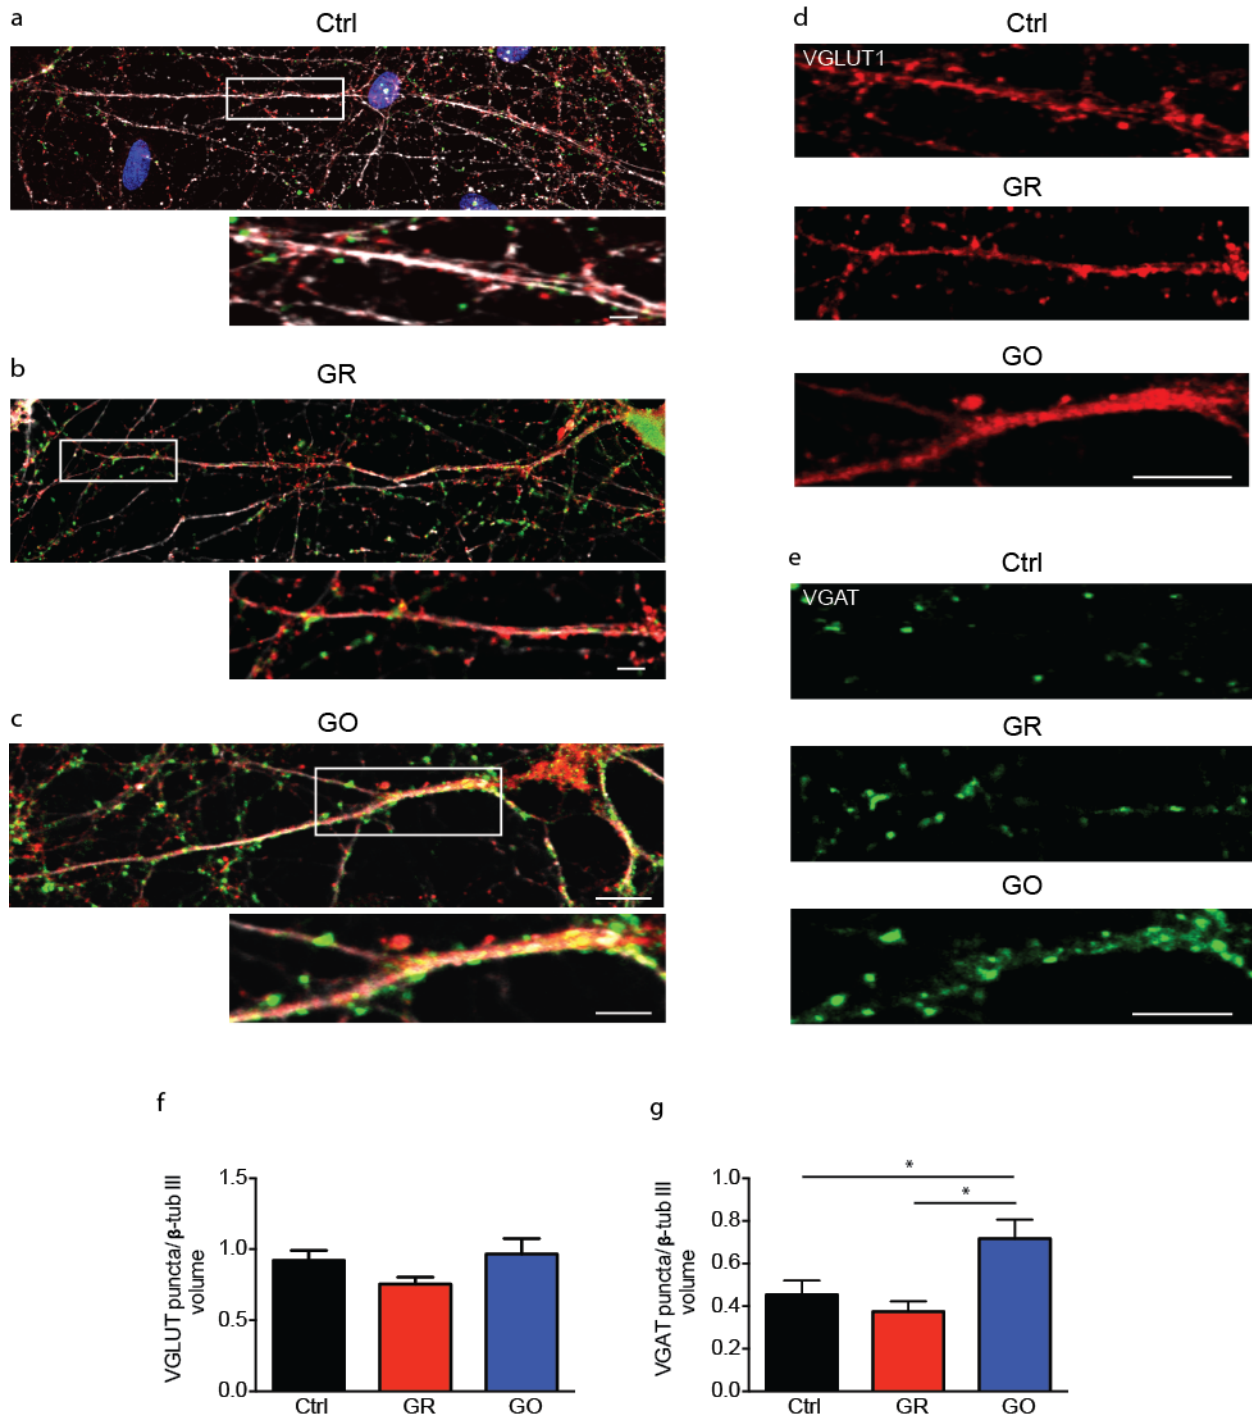 a
Ctrl
b
GR
c
GO
d
Ctrl
VGLUT1
GR
GO
e
Ctrl
VGAT
GR
GO
f
VGLUT puncta/ β-tub III
volume
1.5
1.0
0.5
0.0
Ctrl GR GO
g
VGAT puncta/ β-tub III
volume
1.0
0.8
0.6
0.4
0.2
0.0
*
*
Ctrl GR GO